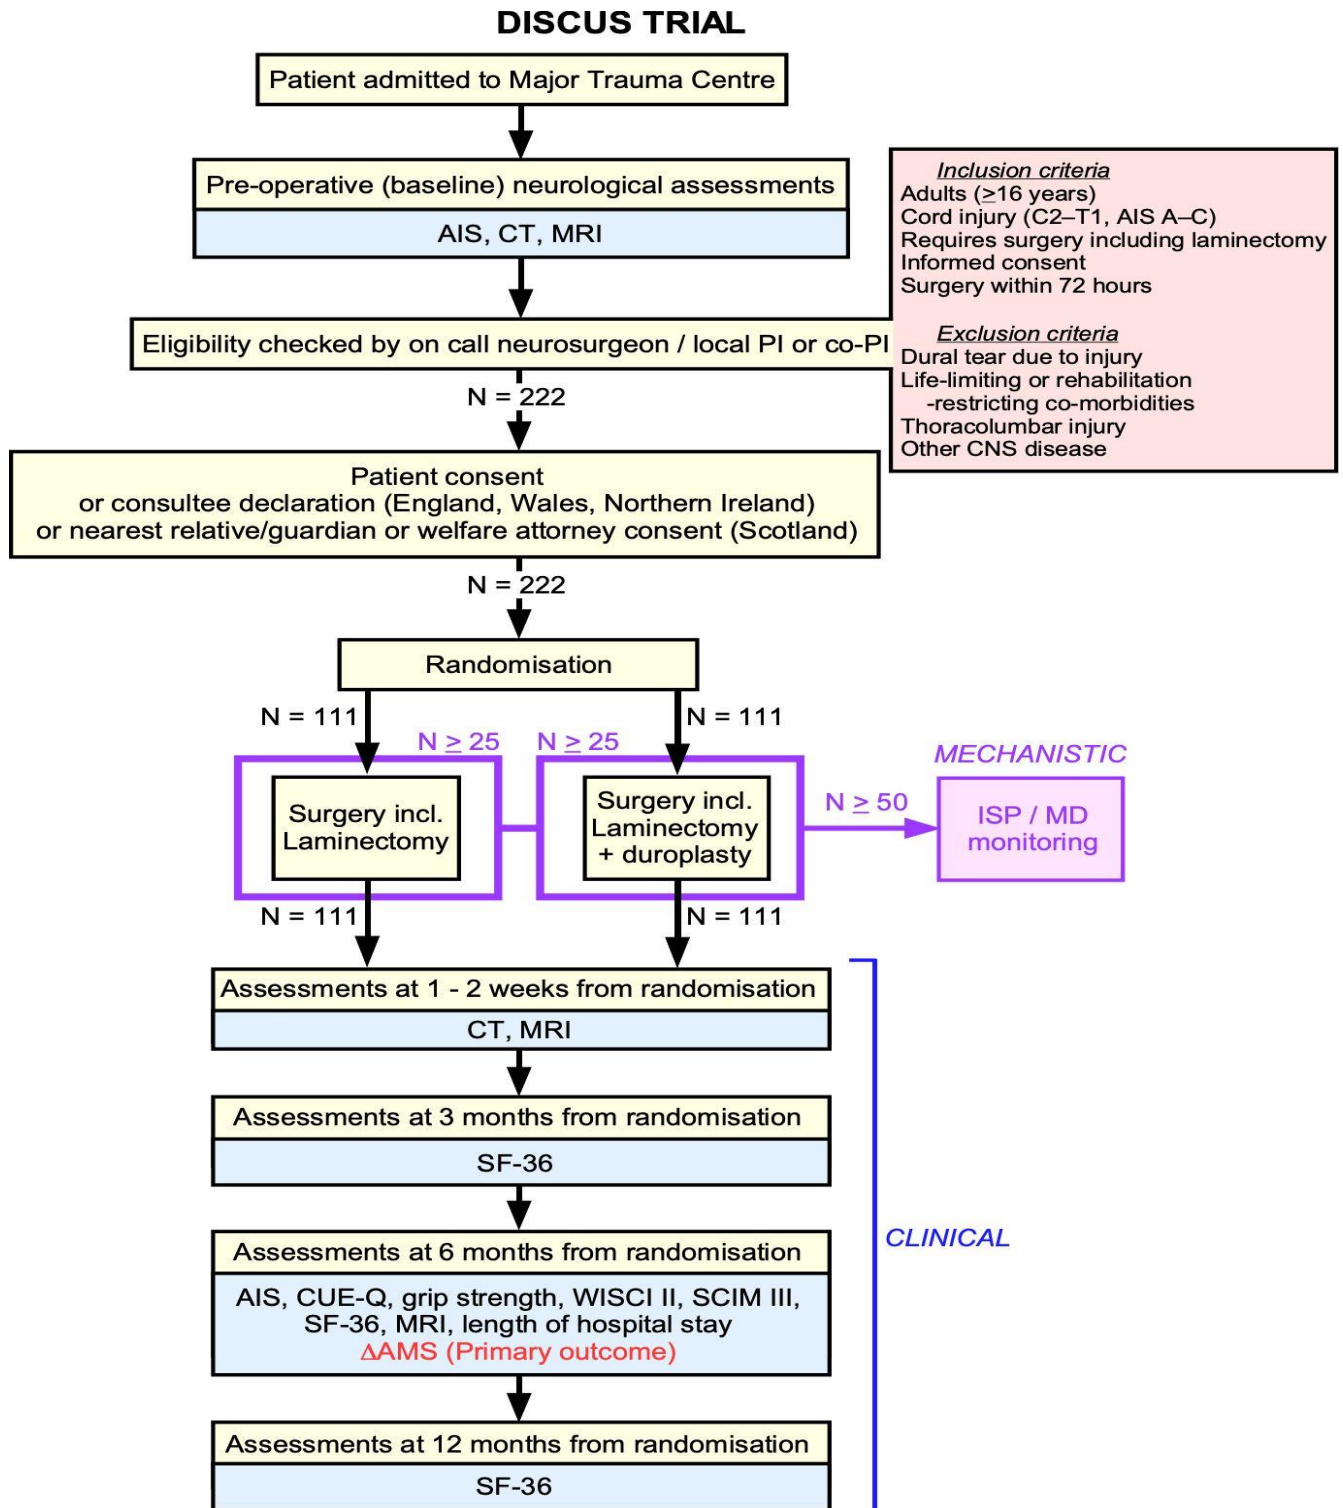 DISCUS TRIAL
Patient admitted to Major Trauma Centre
Pre-operative (baseline) neurological assessments
AIS, CT, MRI
Eligibility checked by on call neurosurgeon / local PI or co-PI
Inclusion criteria
Adults (≥16 years)
Cord injury (C2–T1, AIS A–C)
Requires surgery including laminectomy
Informed consent
Surgery within 72 hours
Exclusion criteria
Dural tear due to injury
Life-limiting or rehabilitation
-restricting co-morbidities
Thoracolumbar injury
Other CNS disease
N = 222
Patient consent
or consultee declaration (England, Wales, Northern Ireland)
or nearest relative/guardian or welfare attorney consent (Scotland)
N = 222
Randomisation
N = 111
N = 111
N ≥ 25
N ≥ 25
Surgery incl.
Laminectomy
Surgery incl.
Laminectomy
+ duroplasty
N ≥ 50
MECHANISTIC
ISP / MD
monitoring
N = 111
N = 111
Assessments at 1 - 2 weeks from randomisation
CT, MRI
Assessments at 3 months from randomisation
SF-36
Assessments at 6 months from randomisation
AIS, CUE-Q, grip strength, WISCI II, SCIM III,
SF-36, MRI, length of hospital stay
ΔAMS (Primary outcome)
CLINICAL
Assessments at 12 months from randomisation
SF-36